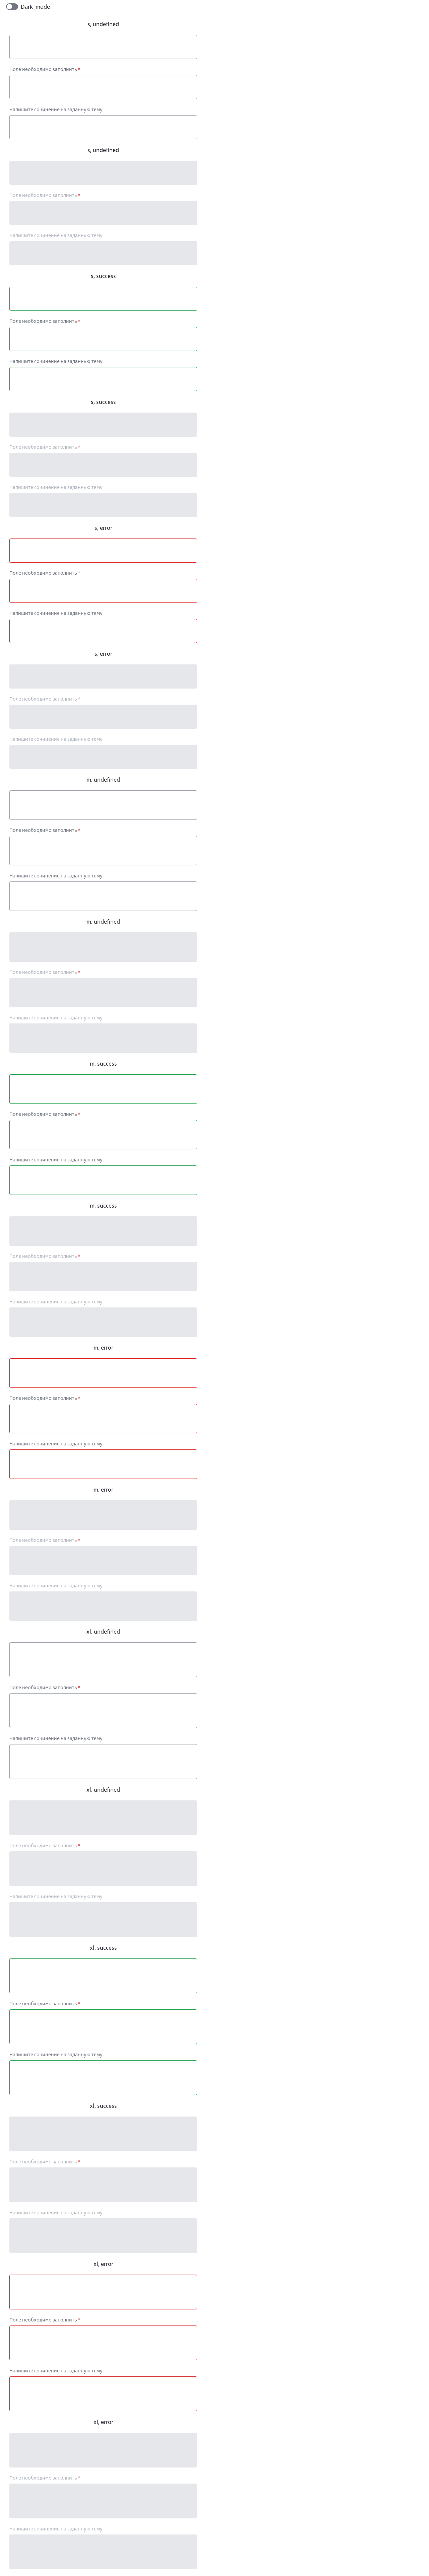 Dark_mode
s, undefined
Поле необходимо заполнить *
Напишите сочинение на заданную тему
s, undefined
Поле необходимо заполнить *
Напишите сочинение на заданную тему
s, success
Поле необходимо заполнить *
Напишите сочинение на заданную тему
s, success
Поле необходимо заполнить *
Напишите сочинение на заданную тему
s, error
Поле необходимо заполнить *
Напишите сочинение на заданную тему
s, error
Поле необходимо заполнить *
Напишите сочинение на заданную тему
m, undefined
Поле необходимо заполнить *
Напишите сочинение на заданную тему
m, undefined
Поле необходимо заполнить *
Напишите сочинение на заданную тему
m, success
Поле необходимо заполнить *
Напишите сочинение на заданную тему
m, success
Поле необходимо заполнить *
Напишите сочинение на заданную тему
m, error
Поле необходимо заполнить *
Напишите сочинение на заданную тему
m, error
Поле необходимо заполнить *
Напишите сочинение на заданную тему
xl, undefined
Поле необходимо заполнить *
Напишите сочинение на заданную тему
xl, undefined
Поле необходимо заполнить *
Напишите сочинение на заданную тему
xl, success
Поле необходимо заполнить *
Напишите сочинение на заданную тему
xl, success
Поле необходимо заполнить *
Напишите сочинение на заданную тему
xl, error
Поле необходимо заполнить *
Напишите сочинение на заданную тему
xl, error
Поле необходимо заполнить *
Напишите сочинение на заданную тему